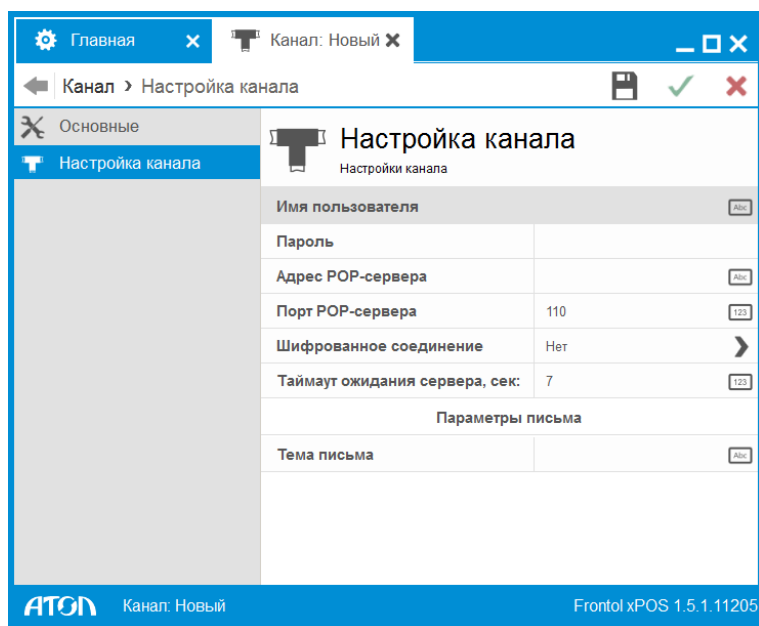 Главная
Канал: Новый
Канал › Настройка канала
Основные
Настройка канала
Настройка канала
Настройки канала
Имя пользователя Abc
Пароль
Адрес POP-сервера Abc
Порт POP-сервера 110 123
Шифрованное соединение Нет
Таймаут ожидания сервера, сек: 7 123
Параметры письма
Тема письма Abc
АТОЛ Канал: Новый Frontol xPOS 1.5.1.11205